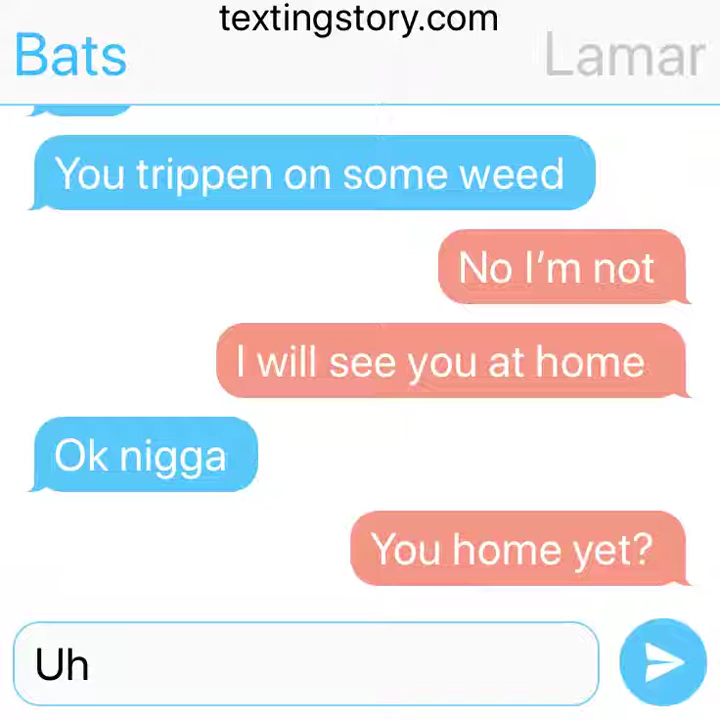 textingstory.com
Bats
Lamar
You trippen on some weed
No I'm not
I will see you at home
Ok nigga
You home yet?
Uh